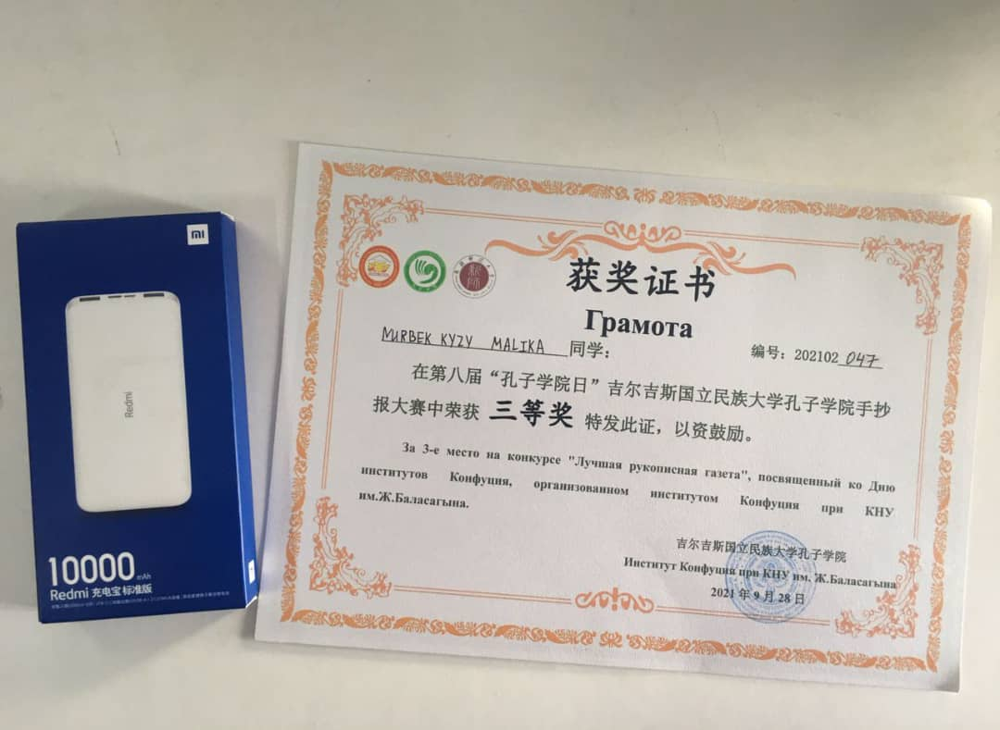 mi
Redmi
10000 mAh
Redmi 充电宝 标准版
获奖证书
Грамота
NURBEK KYZY MALIKA 同学：
编号：202102 047
在第八届“孔子学院日”吉尔吉斯国立民族大学孔子学院手抄
报大赛中荣获 三等奖 特发此证，以资鼓励。
За 3-е место на конкурсе "Лучшая рукописная газета", посвященный ко Дню
институтов Конфуция, организованном институтом Конфуция при КНУ
им.Ж.Баласагына.
吉尔吉斯国立民族大学孔子学院
Институт Конфуция при КНУ им. Ж.Баласагына
2021 年 9 月 28 日